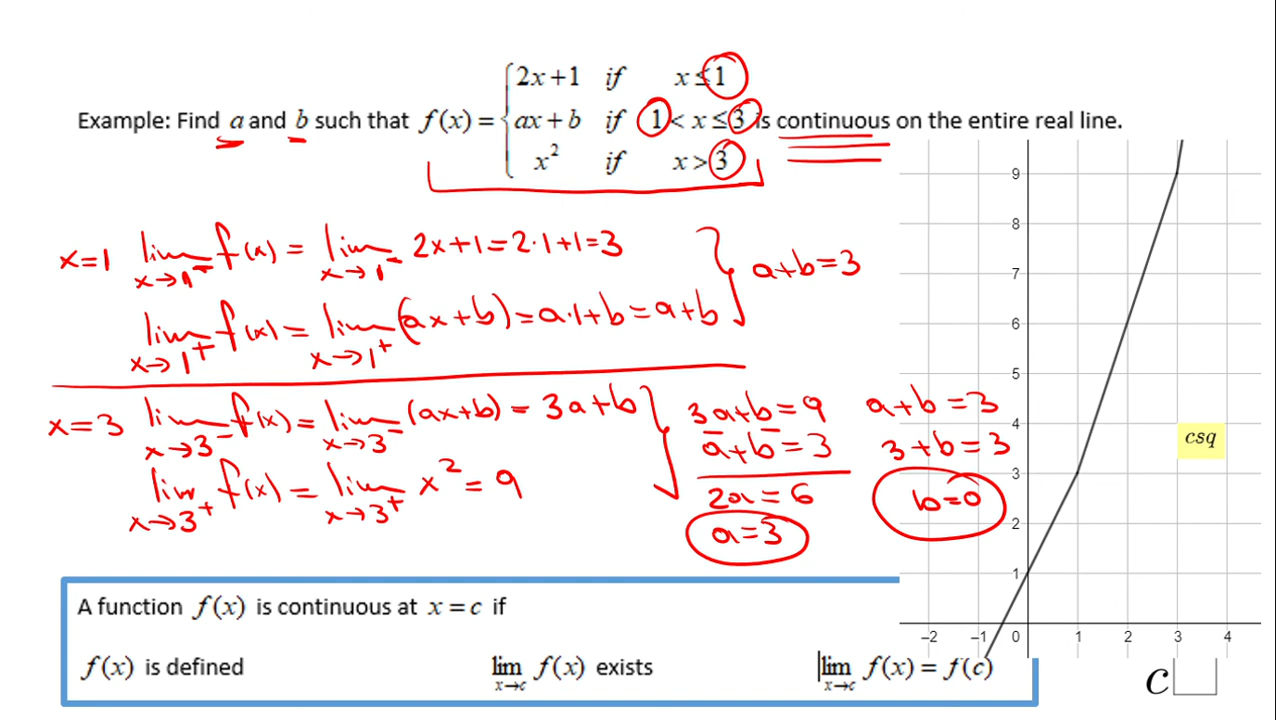 Example: Find a and b such that f(x) = { 2x+1 if x ≤ 1
ax + b if 1 < x ≤ 3 is continuous on the entire real line.
x² if x > 3
x=1 lim x→1⁻ f(x) = lim x→1⁻ 2x+1 = 2·1+1 = 3
lim x→1⁺ f(x) = lim x→1⁺ (ax+b) = a·1+b = a+b
} a+b=3
x=3 lim x→3⁻ f(x) = lim x→3⁻ (ax+b) = 3a+b
lim x→3⁺ f(x) = lim x→3⁺ x² = 9
3a+b=9
a+b=3
2a=6
a=3
a+b=3
3+b=3
b=0
9
8
7
6
5
4
3
2
1
-2 -1 0 1 2 3 4
csq
A function f(x) is continuous at x = c if
f(x) is defined lim x→c f(x) exists lim x→c f(x) = f(c)
c